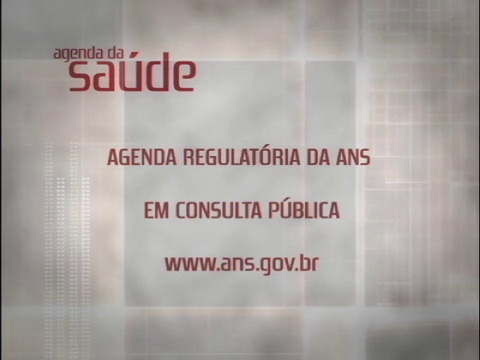 agenda da
saúde
AGENDA REGULATÓRIA DA ANS
EM CONSULTA PÚBLICA
www.ans.gov.br